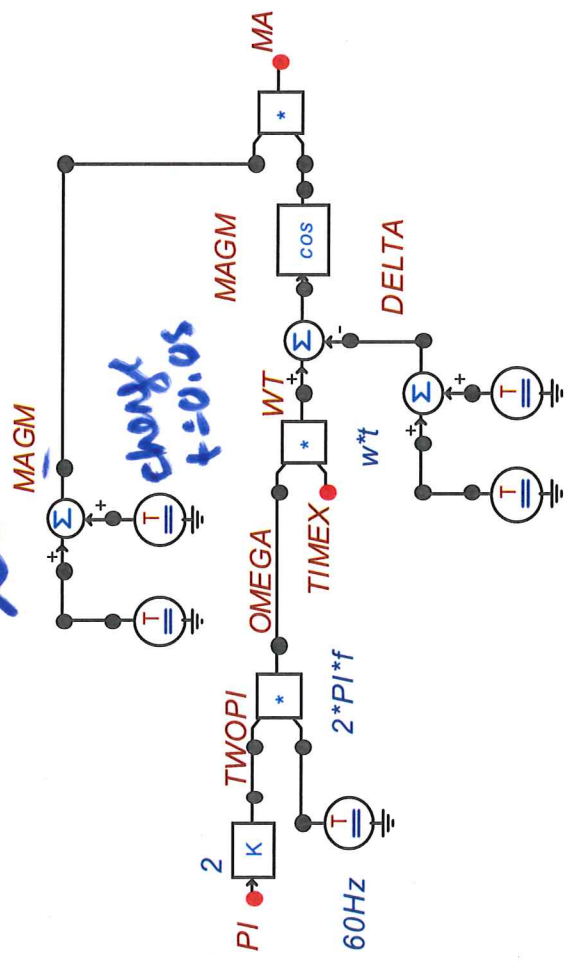 MAGM
+
Σ
+
T
T
change
t=0.05
MA
*
MAGM
cos
Σ
+
-
DELTA
WT
*
w*t
OMEGA
TIMEX
Σ
+
+
T
T
TWOPI
*
2*PI*f
2
K
PI
T
60Hz